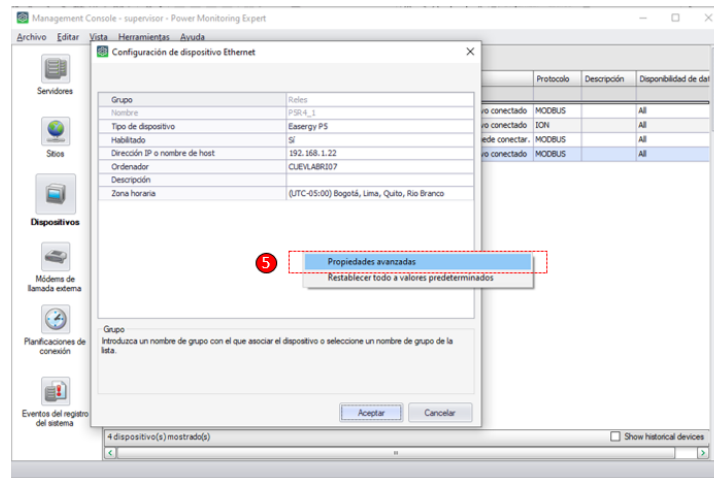 Management Console - supervisor - Power Monitoring Expert
Archivo Editar Vista Herramientas Ayuda
Servidores
Sitios
Dispositivos
Módems de
llamada externa
Planificaciones de
conexión
Eventos del registro
del sistema
Configuración de dispositivo Ethernet
Grupo Reles
Nombre PSR4_1
Tipo de dispositivo Easergy P5
Habilitado Sí
Dirección IP o nombre de host 192.168.1.22
Ordenador CUEVLABRI07
Descripción
Zona horaria (UTC-05:00) Bogotá, Lima, Quito, Rio Branco
5
Propiedades avanzadas
Restablecer todo a valores predeterminados
Grupo
Introduzca un nombre de grupo con el que asociar el dispositivo o seleccione un nombre de grupo de la
lista.
Aceptar Cancelar
Protocolo Descripción Disponibilidad de dat
vo conectado MODBUS All
vo conectado ION All
ede conectar. MODBUS All
vo conectado MODBUS All
4 dispositivo(s) mostrado(s) Show historical devices